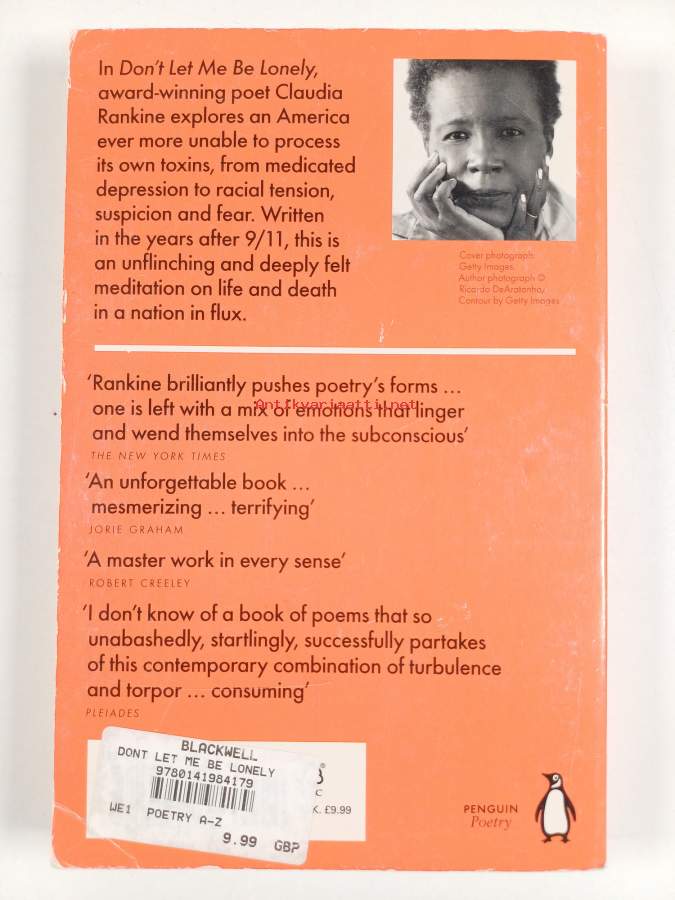 In Don't Let Me Be Lonely,
award-winning poet Claudia
Rankine explores an America
ever more unable to process
its own toxins, from medicated
depression to racial tension,
suspicion and fear. Written
in the years after 9/11, this is
an unflinching and deeply felt
meditation on life and death
in a nation in flux.
Cover photograph:
Getty Images.
Author photograph ©
Ricardo DeAratanha/
Contour by Getty Images
'Rankine brilliantly pushes poetry's forms …
one is left with a mix of emotions that linger
and wend themselves into the subconscious'
THE NEW YORK TIMES
Antikvariaatti.net
'An unforgettable book …
mesmerizing … terrifying'
JORIE GRAHAM
'A master work in every sense'
ROBERT CREELEY
'I don't know of a book of poems that so
unabashedly, startlingly, successfully partakes
of this contemporary combination of turbulence
and torpor … consuming'
PLEIADES
BLACKWELL
DONT LET ME BE LONELY
9780141984179
WE1 POETRY A-Z
9.99 GBP
£9.99
PENGUIN
Poetry